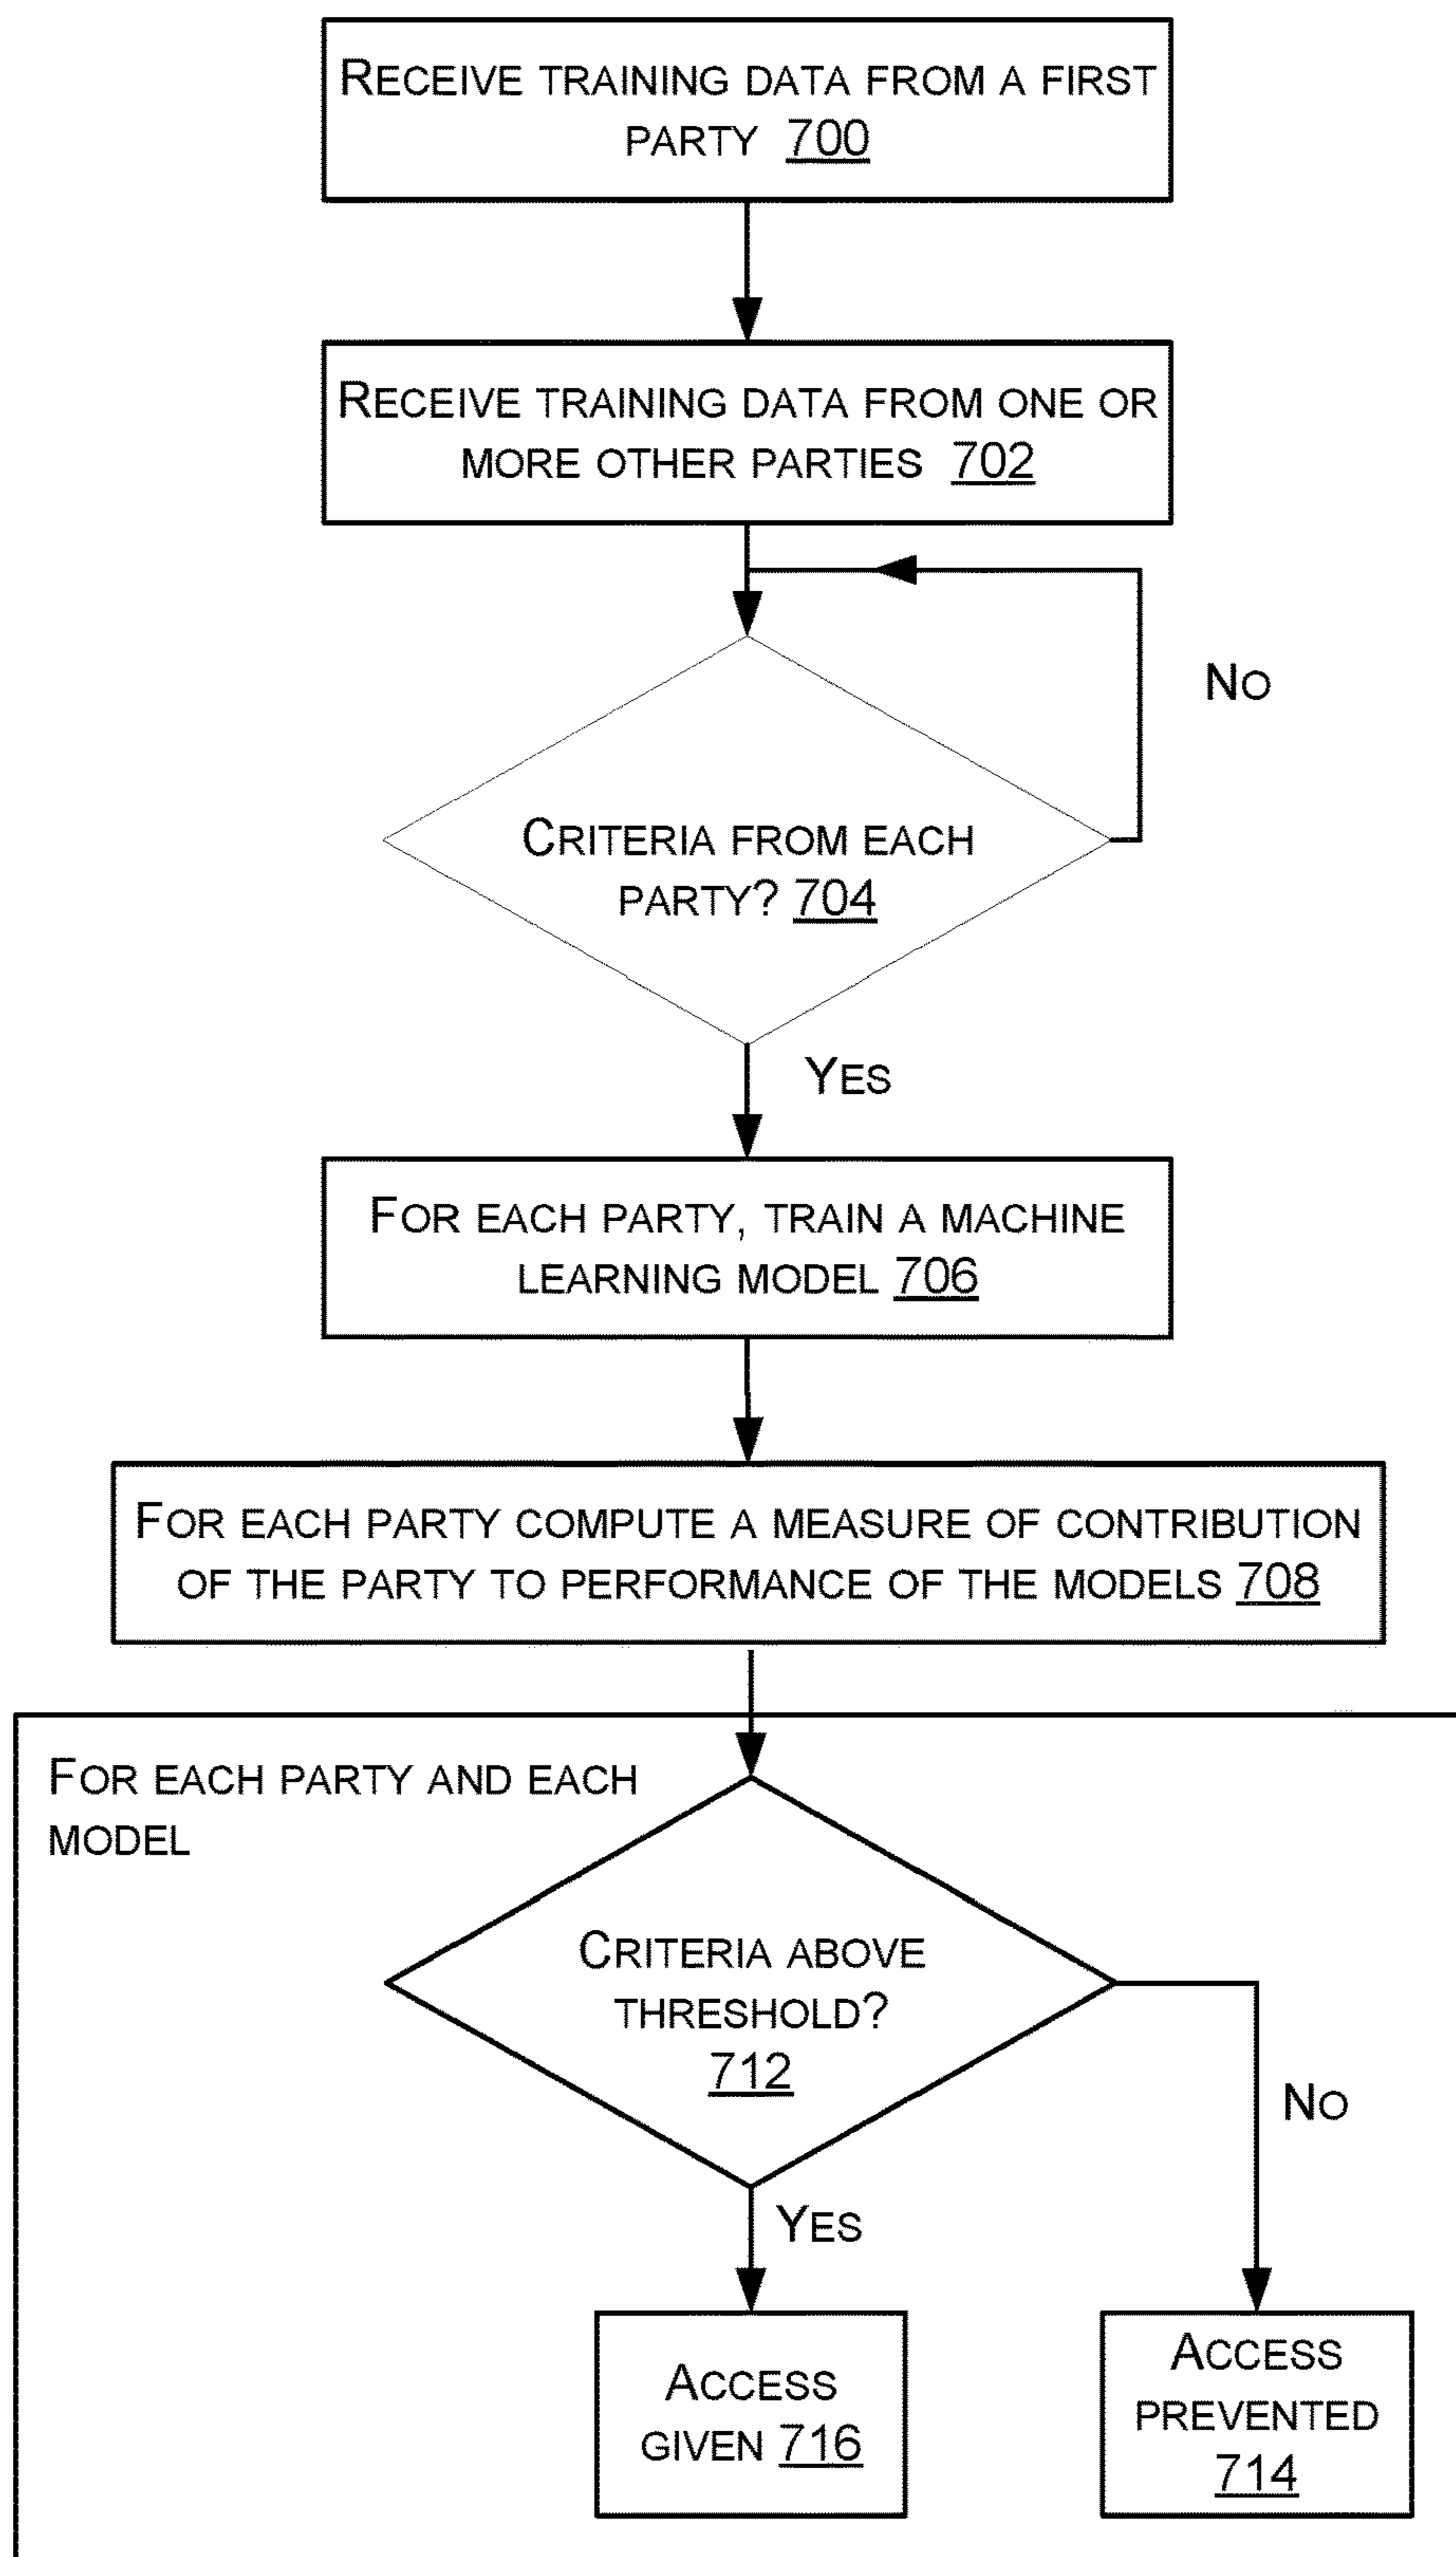 RECEIVE TRAINING DATA FROM A FIRST
PARTY 700
RECEIVE TRAINING DATA FROM ONE OR
MORE OTHER PARTIES 702
NO
CRITERIA FROM EACH
PARTY? 704
YES
FOR EACH PARTY, TRAIN A MACHINE
LEARNING MODEL 706
FOR EACH PARTY COMPUTE A MEASURE OF CONTRIBUTION
OF THE PARTY TO PERFORMANCE OF THE MODELS 708
FOR EACH PARTY AND EACH
MODEL
CRITERIA ABOVE
THRESHOLD?
712
NO
YES
ACCESS
GIVEN 716
ACCESS
PREVENTED
714